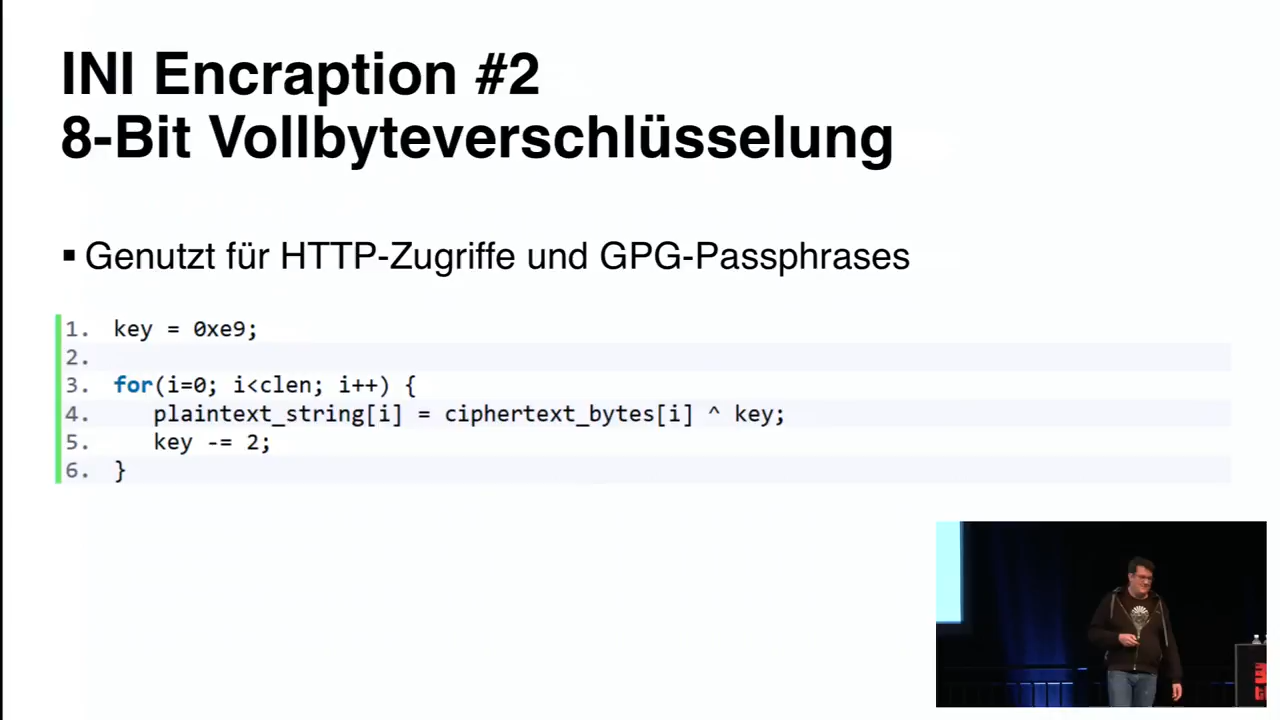 INI Encraption #2
8-Bit Vollbyteverschlüsselung
▪ Genutzt für HTTP-Zugriffe und GPG-Passphrases
1. key = 0xe9;
2.
3. for(i=0; i<clen; i++) {
4. plaintext_string[i] = ciphertext_bytes[i] ^ key;
5. key -= 2;
6. }